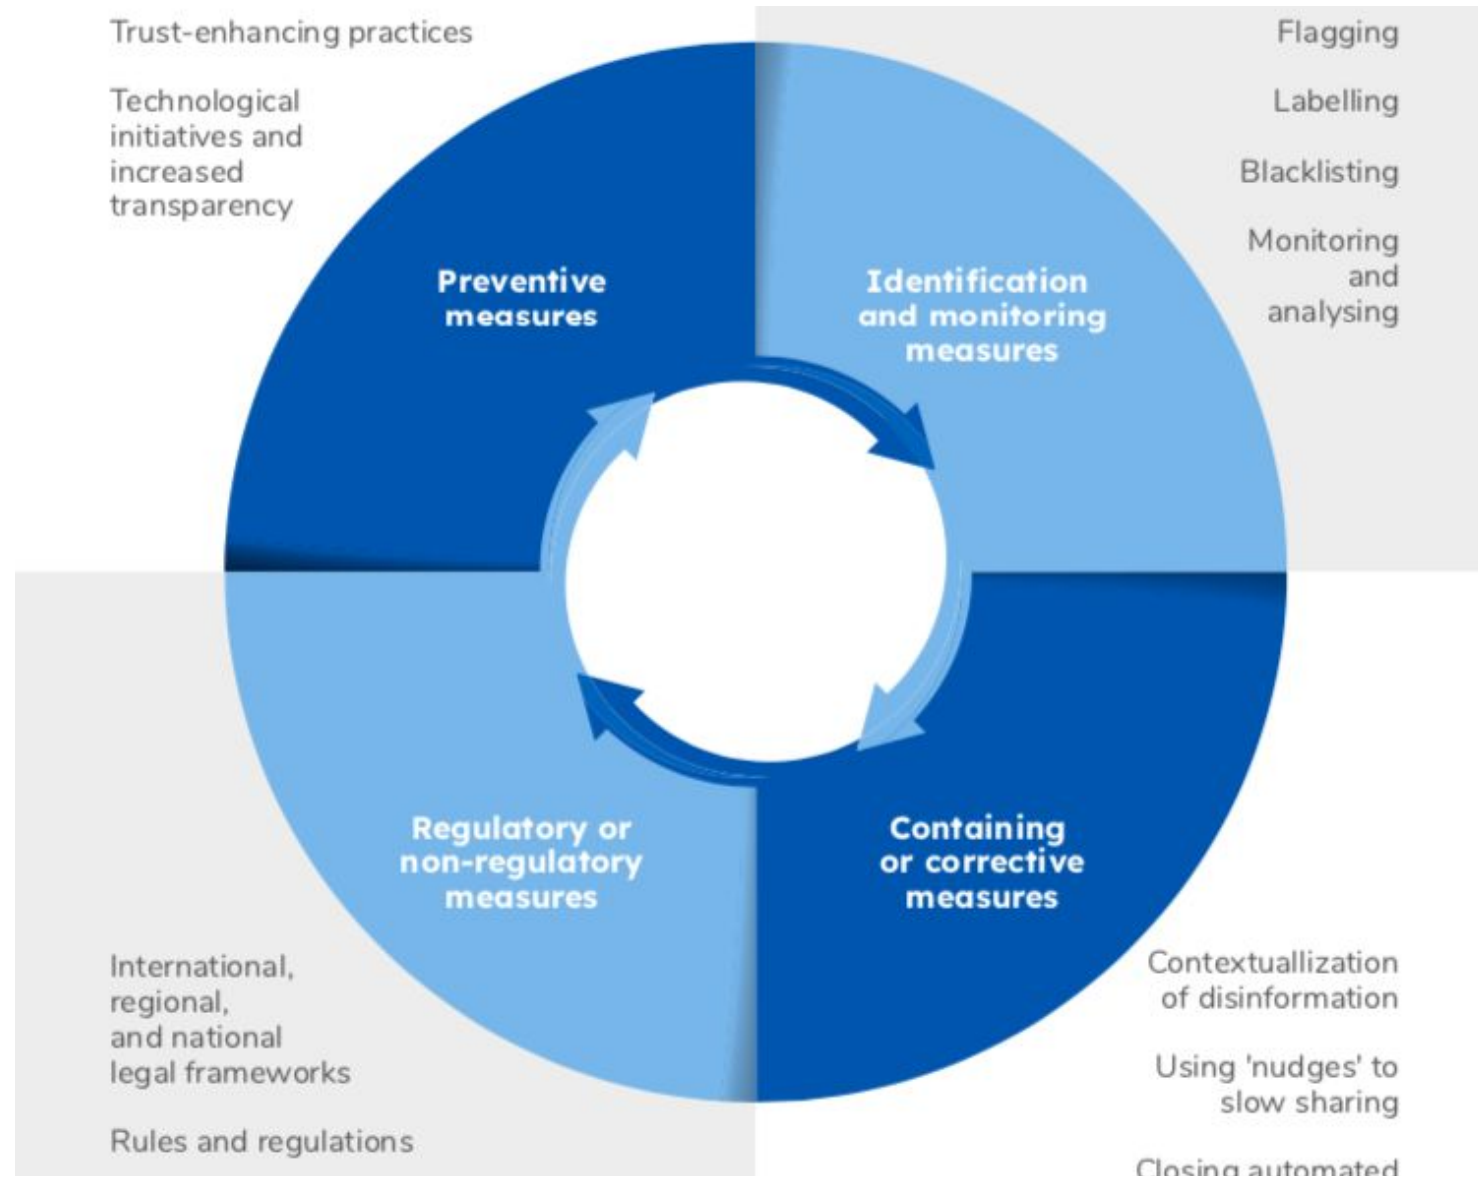 Trust-enhancing practices
Technological
initiatives and
increased
transparency
Preventive
measures
Flagging
Labelling
Blacklisting
Monitoring
and
analysing
Identification
and monitoring
measures
Regulatory or
non-regulatory
measures
International,
regional,
and national
legal frameworks
Rules and regulations
Containing
or corrective
measures
Contextuallization
of disinformation
Using 'nudges' to
slow sharing
Closing automated